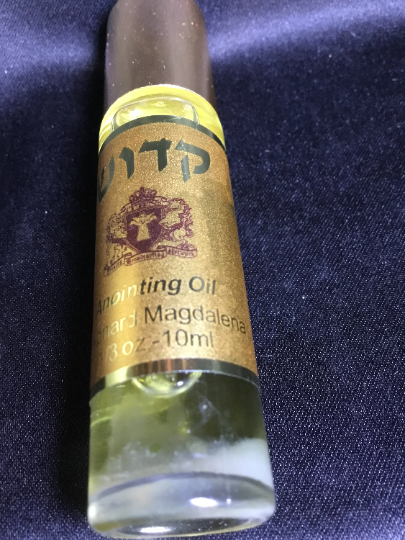 קדוש
Anointing Oil
Magdalena
oz.-10ml